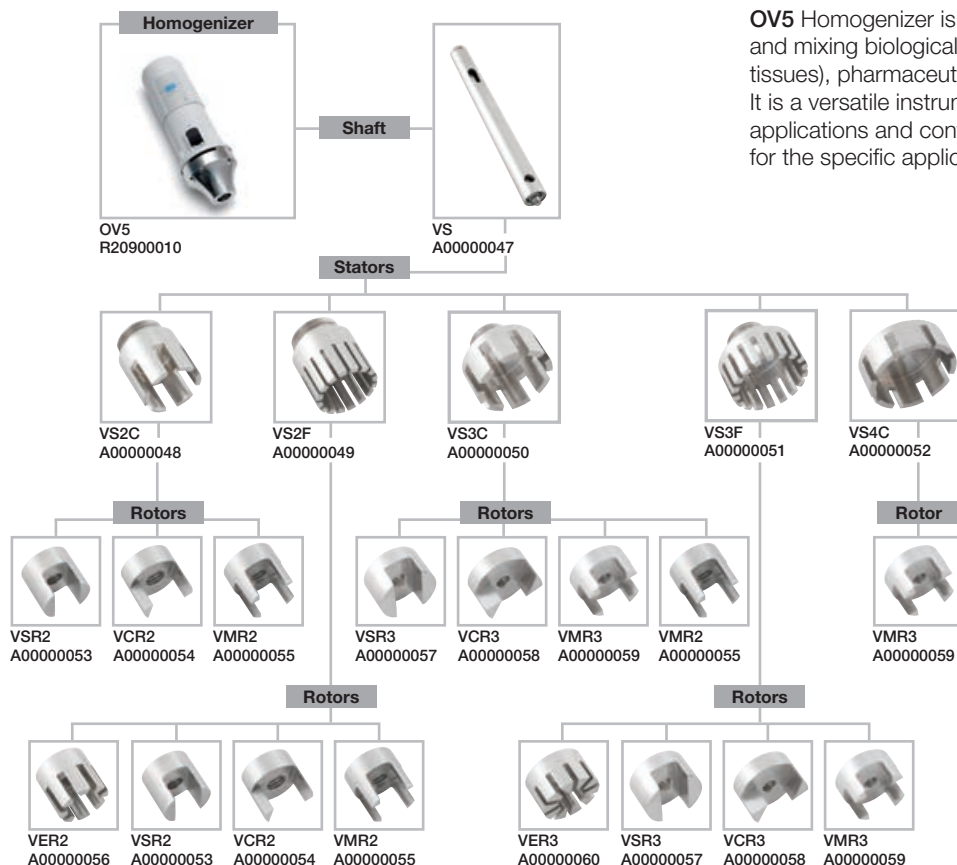 Homogenizer
OV5 Homogenizer is
and mixing biological
tissues), pharmaceut
It is a versatile instrum
applications and con
for the specific applic
Shaft
OV5
R20900010
VS
A00000047
Stators
VS2C
A00000048
VS2F
A00000049
VS3C
A00000050
VS3F
A00000051
VS4C
A00000052
Rotors
Rotors
Rotor
VSR2
A00000053
VCR2
A00000054
VMR2
A00000055
VSR3
A00000057
VCR3
A00000058
VMR3
A00000059
VMR2
A00000055
VMR3
A00000059
Rotors
Rotors
VER2
A00000056
VSR2
A00000053
VCR2
A00000054
VMR2
A00000055
VER3
A00000060
VSR3
A00000057
VCR3
A00000058
VMR3
A00000059